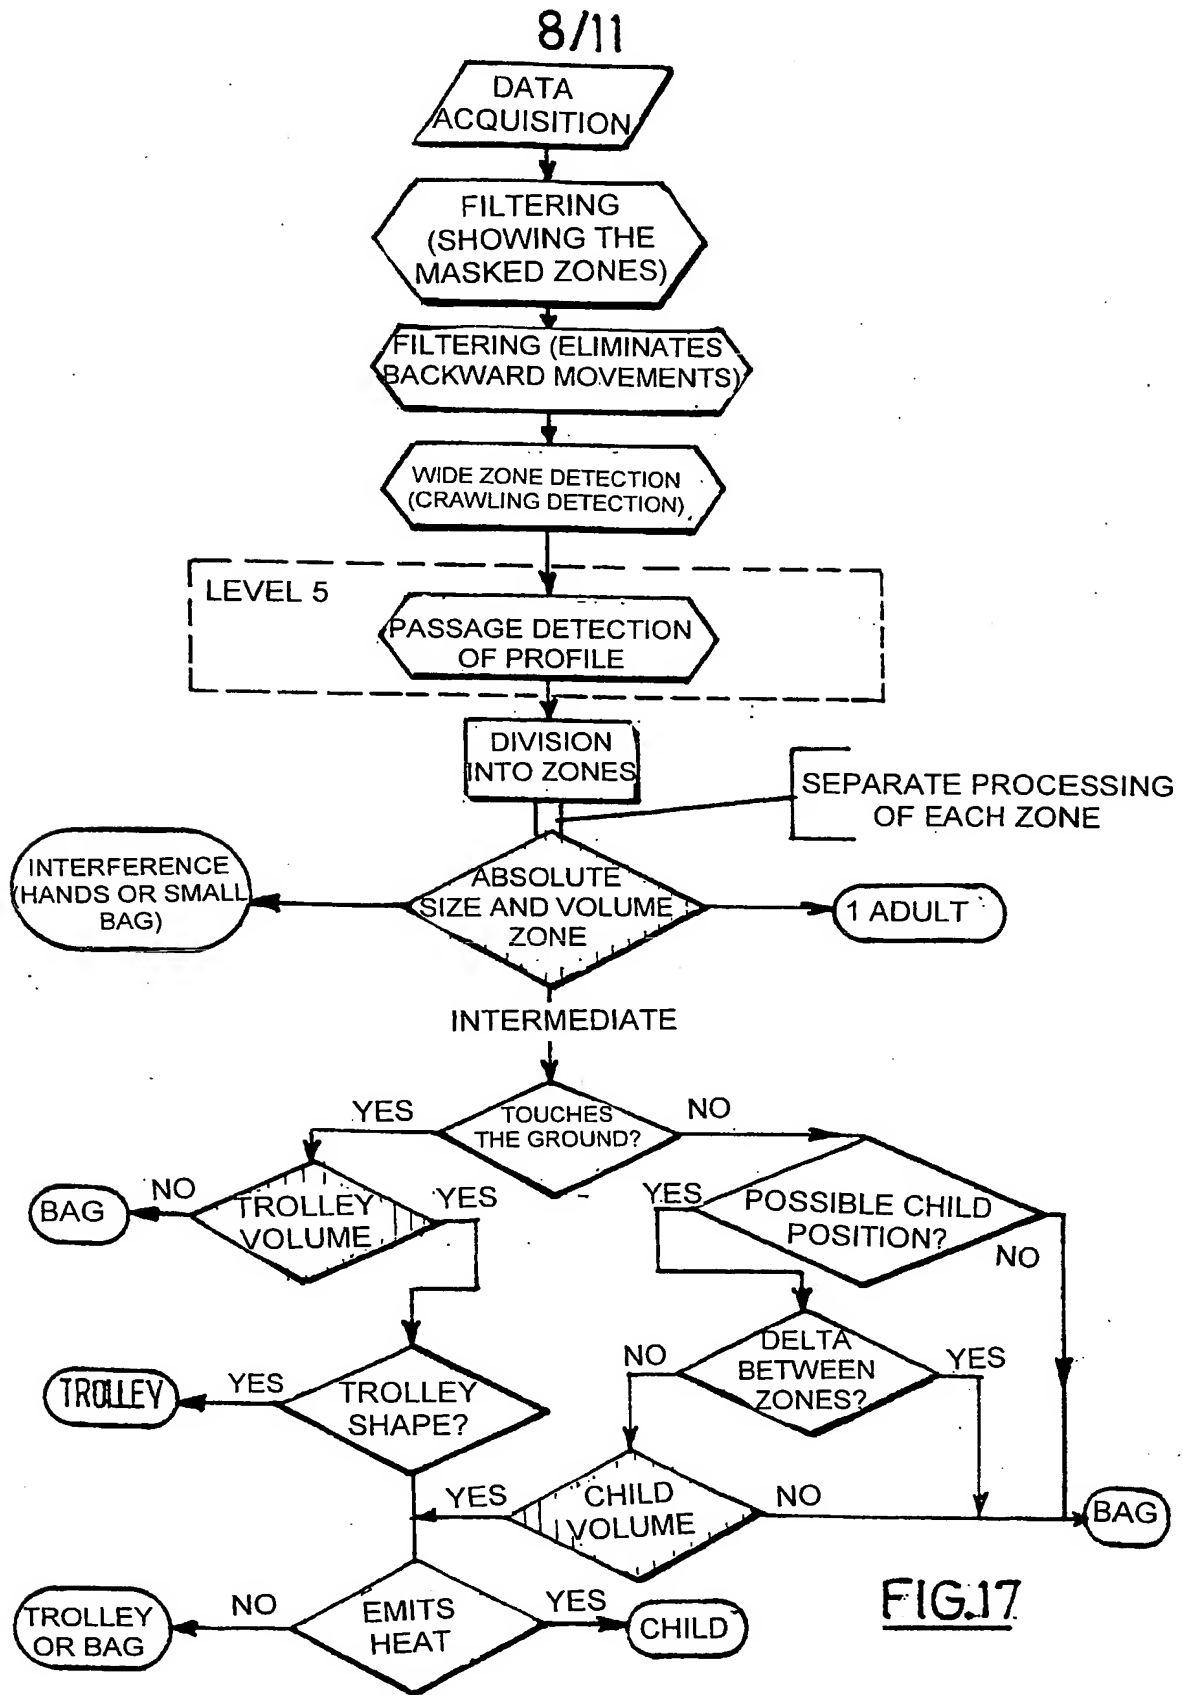 8/11
DATA
ACQUISITION
FILTERING
(SHOWING THE
MASKED ZONES)
FILTERING (ELIMINATES
BACKWARD MOVEMENTS)
WIDE ZONE DETECTION
(CRAWLING DETECTION)
LEVEL 5
PASSAGE DETECTION
OF PROFILE
DIVISION
INTO ZONES
SEPARATE PROCESSING
OF EACH ZONE
INTERFERENCE
(HANDS OR SMALL
BAG)
ABSOLUTE
SIZE AND VOLUME
ZONE
1 ADULT
INTERMEDIATE
YES
TOUCHES
THE GROUND?
NO
BAG
NO
TROLLEY
VOLUME
YES
YES
POSSIBLE CHILD
POSITION?
NO
TROLLEY
YES
TROLLEY
SHAPE?
NO
DELTA
BETWEEN
ZONES?
YES
YES
CHILD
VOLUME
NO
BAG
TROLLEY
OR BAG
NO
EMITS
HEAT
YES
CHILD
FIG.17